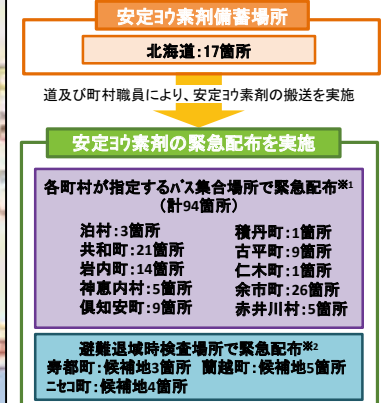 安定ﾖｳ素剤備蓄場所
北海道:17箇所
道及び町村職員により、安定ﾖｳ素剤の搬送を実施
安定ﾖｳ素剤の緊急配布を実施
各町村が指定するﾊﾞｽ集合場所で緊急配布※1
(計94箇所)
泊村:3箇所
共和町:21箇所
岩内町:14箇所
神恵内村:5箇所
倶知安町:9箇所
積丹町:1箇所
古平町:9箇所
仁木町:1箇所
余市町:26箇所
赤井川村:5箇所
避難退域時検査場所で緊急配布※2
寿都町:候補地3箇所 蘭越町:候補地5箇所
ﾆｾｺ町:候補地4箇所